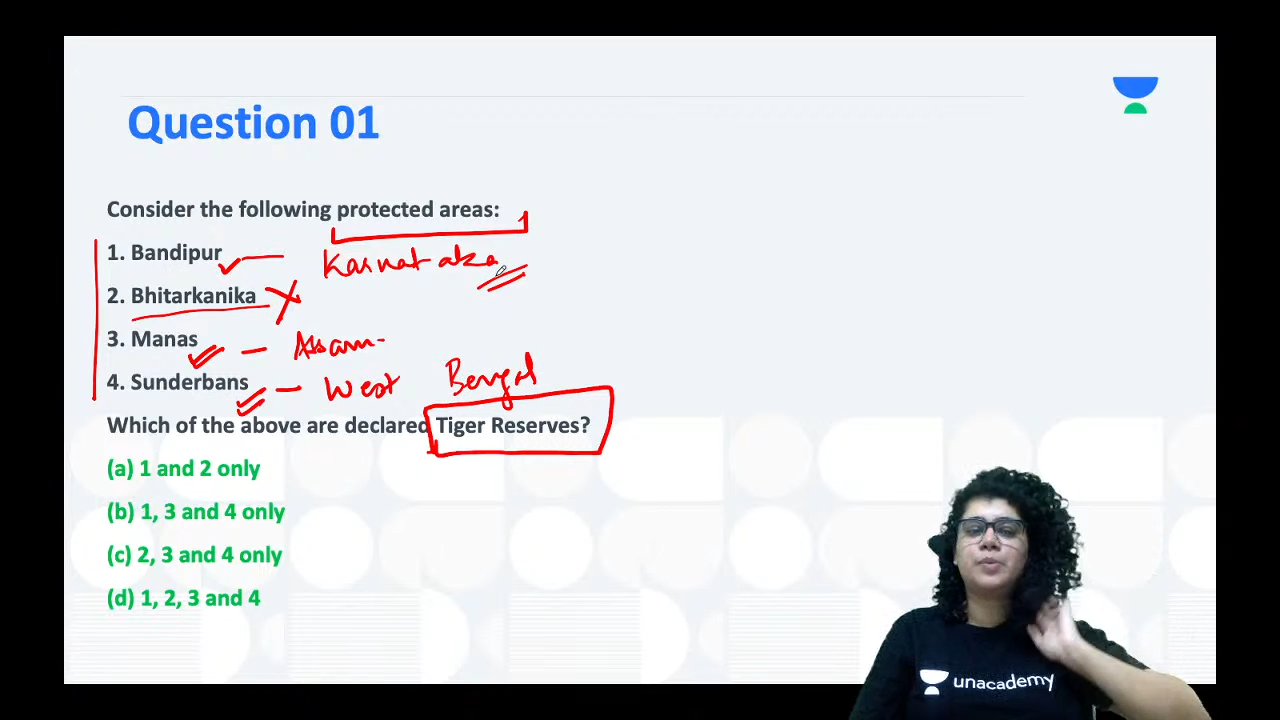 Question 01
Consider the following protected areas:
1. Bandipur Karnataka
2. Bhitarkanika
3. Manas - Assam
4. Sunderbans - West Bengal
Which of the above are declared Tiger Reserves?
(a) 1 and 2 only
(b) 1, 3 and 4 only
(c) 2, 3 and 4 only
(d) 1, 2, 3 and 4
unacademy